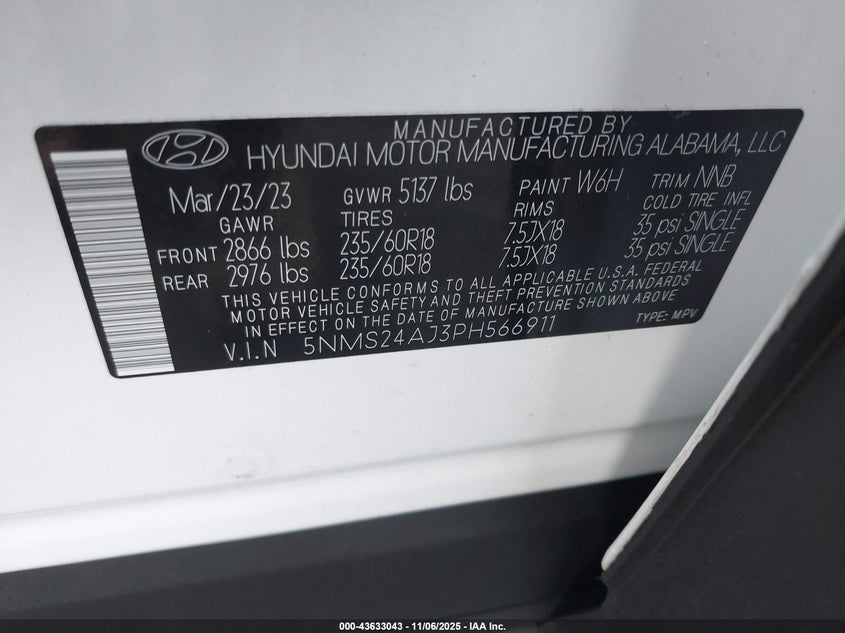 MANUFACTURED BY
HYUNDAI MOTOR MANUFACTURING ALABAMA, LLC
Mar/23/23 GVWR 5137 lbs PAINT W6H TRIM NNB
GAWR TIRES RIMS COLD TIRE INFL
FRONT 2866 lbs 235/60R18 7.5JX18 35 psi SINGLE
REAR 2976 lbs 235/60R18 7.5JX18 35 psi SINGLE
THIS VEHICLE CONFORMS TO ALL APPLICABLE U.S.A. FEDERAL
MOTOR VEHICLE SAFETY AND THEFT PREVENTION STANDARDS
IN EFFECT ON THE DATE OF MANUFACTURE SHOWN ABOVE
V.I.N 5NMS24AJ3PH566911 TYPE: MPV
000-43633043 - 11/06/2025 - IAA Inc.